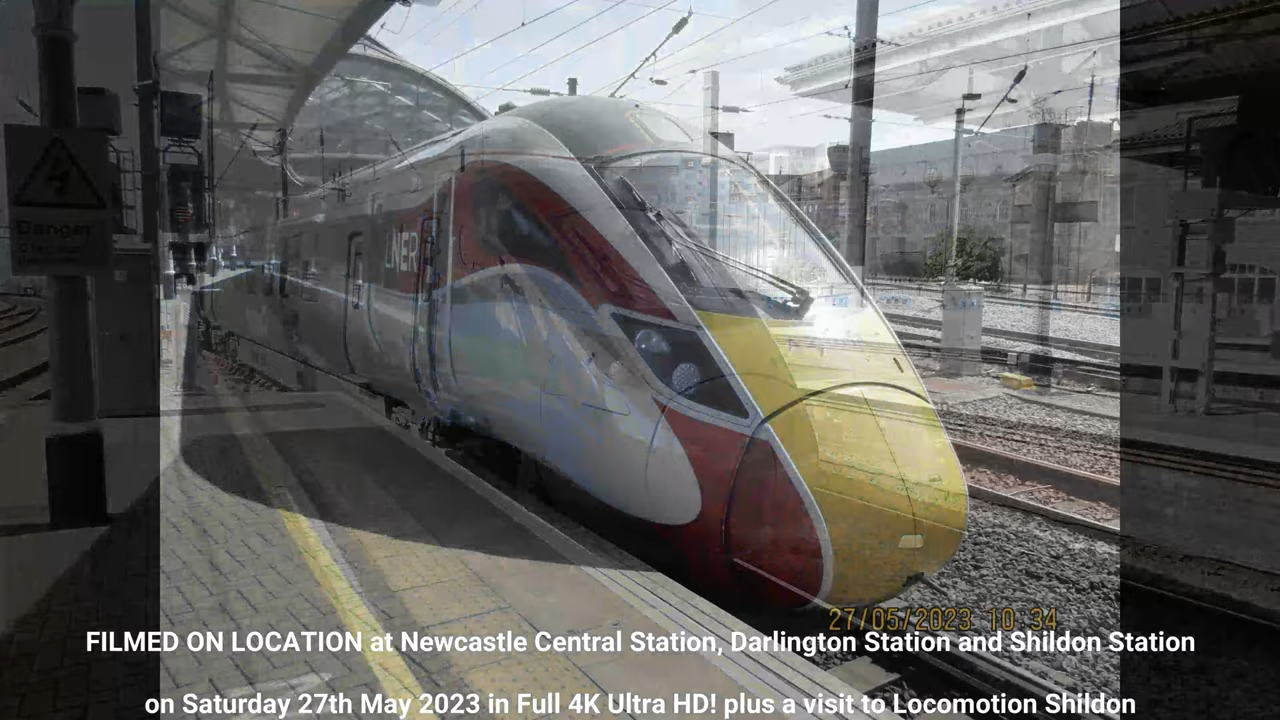 Danger
LNER
27/05/2023 10:34
FILMED ON LOCATION at Newcastle Central Station, Darlington Station and Shildon Station
on Saturday 27th May 2023 in Full 4K Ultra HD! plus a visit to Locomotion Shildon